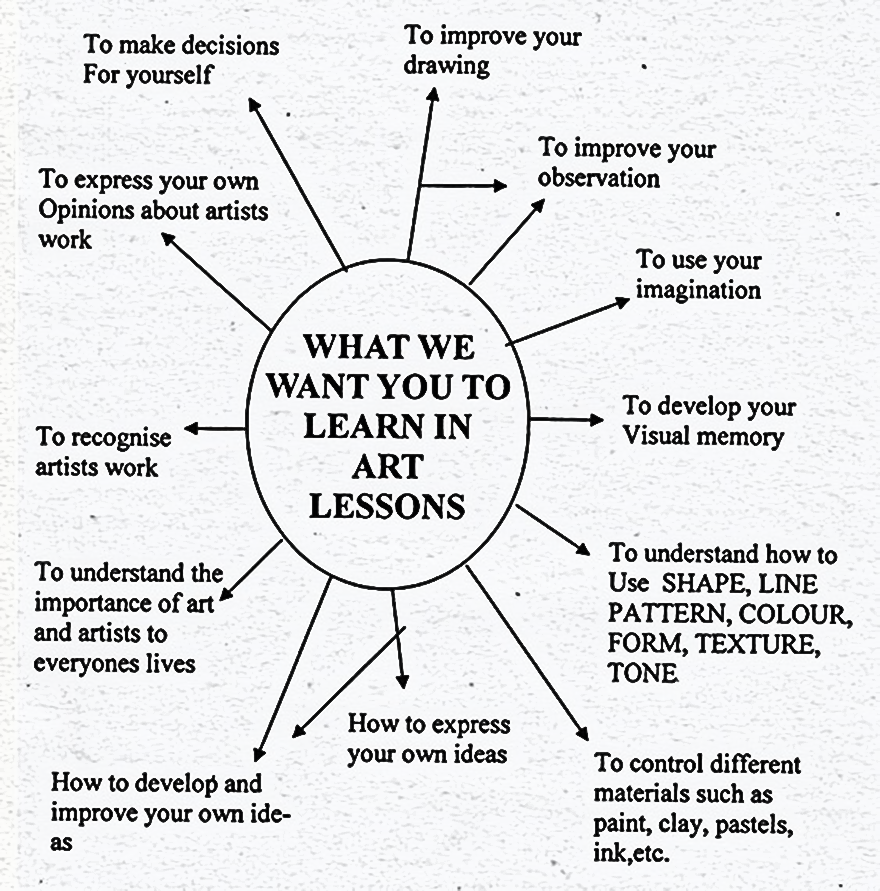 WHAT WE
WANT YOU TO
LEARN IN
ART
LESSONS
To make decisions
For yourself
To improve your
drawing
To improve your
observation
To use your
imagination
To develop your
Visual memory
To understand how to
Use SHAPE, LINE
PATTERN, COLOUR,
FORM, TEXTURE,
TONE
To control different
materials such as
paint, clay, pastels,
ink,etc.
How to express
your own ideas
How to develop and
improve your own ide-
as
To understand the
importance of art
and artists to
everyones lives
To recognise
artists work
To express your own
Opinions about artists
work